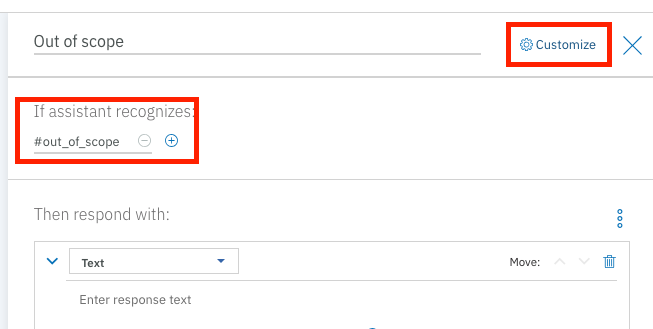 Out of scope
Customize
If assistant recognizes:
#out_of_scope
Then respond with:
Text
Move:
Enter response text